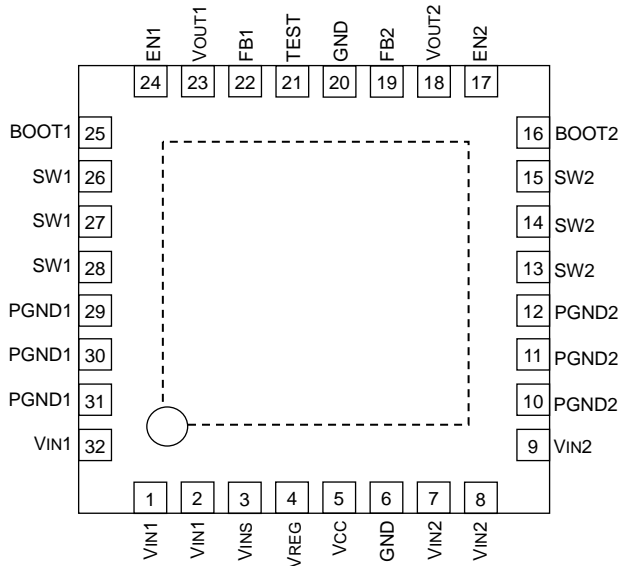 EN1 VOUT1 FB1 TEST GND FB2 VOUT2 EN2
24 23 22 21 20 19 18 17
BOOT1 25 16 BOOT2
SW1 26 15 SW2
SW1 27 14 SW2
SW1 28 13 SW2
PGND1 29 12 PGND2
PGND1 30 11 PGND2
PGND1 31 10 PGND2
VIN1 32 9 VIN2
1 2 3 4 5 6 7 8
VIN1 VIN1 VINS VREG VCC GND VIN2 VIN2